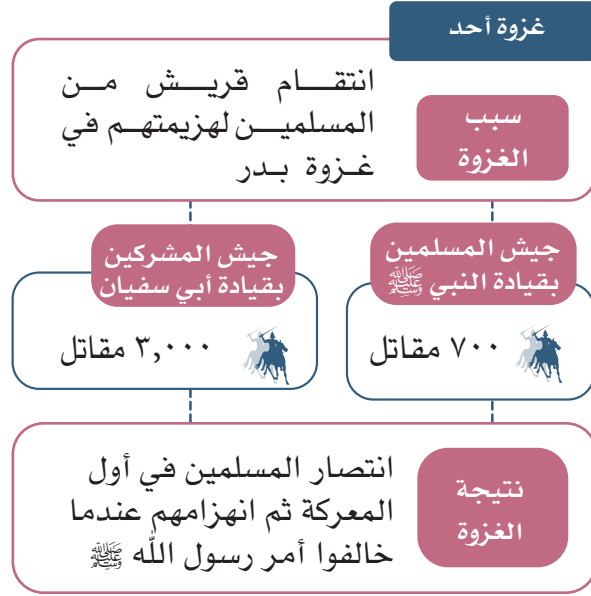 غزوة أحد
سبب
الغزوة
انتقام قريش من
المسلمين لهزيمتهم في
غزوة بدر
جيش المسلمين
بقيادة النبي ﷺ
٧٠٠ مقاتل
جيش المشركين
بقيادة أبي سفيان
٣,٠٠٠ مقاتل
نتيجة
الغزوة
انتصار المسلمين في أول
المعركة ثم انهزامهم عندما
خالفوا أمر رسول الله ﷺ